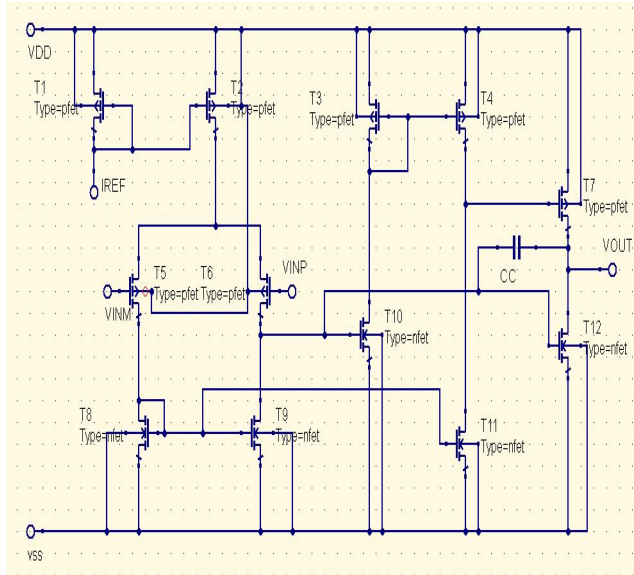 VDD
T1
Type=pfet
T2
Type=pfet
T3
Type=pfet
T4
Type=pfet
IREF
T7
Type=pfet
VOUT
CC
T5
Type=pfet
T6
Type=pfet
VINP
VINM
T10
Type=nfet
T12
Type=nfet
T8
Type=nfet
T9
Type=nfet
T11
Type=nfet
vss